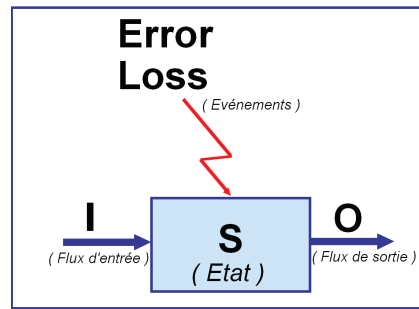 Error
Loss
( Evénements )
I
( Flux d'entrée )
S
( Etat )
O
( Flux de sortie )